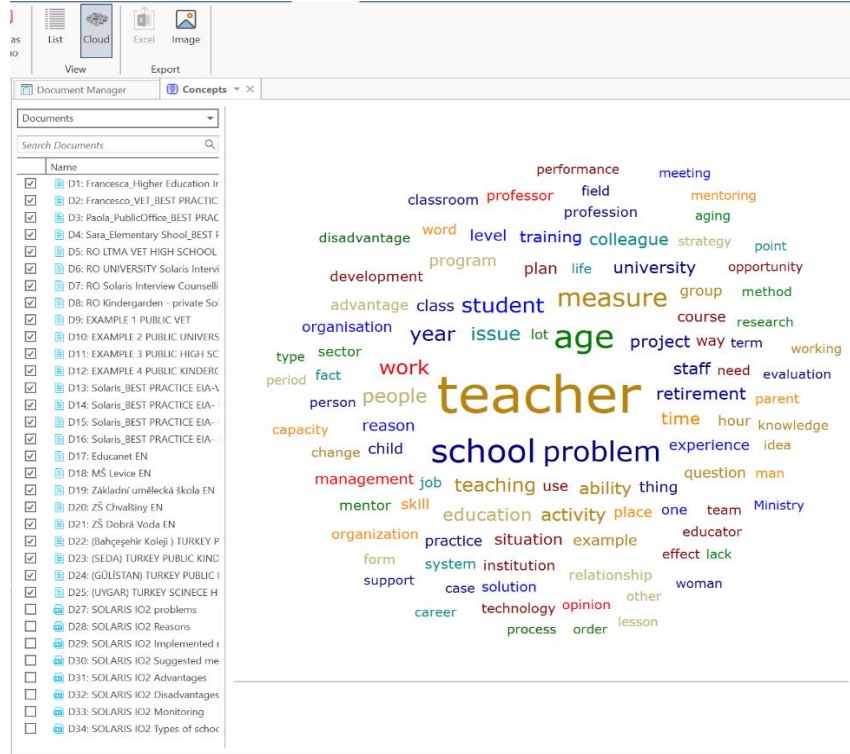 as
List
Cloud
Excel
Image
no
View
Export
Document Manager
Concepts
Documents
Search Documents
Name
D1: Francesca_Higher Education Ir
D2: Francesco_VET_BEST PRACTIC
D3: Paola_PublicOffice_BEST PRAC
D4: Sara_Elementary Shool_BEST F
D5: RO LTMA VET HIGH SCHOOL
D6: RO UNIVERSITY Solaris Intervi
D7: RO Solaris Interview Counselli
D8: RO Kindergarden - private Sol
D9: EXAMPLE 1 PUBLIC VET
D10: EXAMPLE 2 PUBLIC UNIVERS
D11: EXAMPLE 3 PUBLIC HIGH SC
D12: EXAMPLE 4 PUBLIC KINDERG
D13: Solaris_BEST PRACTICE EIA-V
D14: Solaris_BEST PRACTICE EIA-
D15: Solaris_BEST PRACTICE EIA-
D16: Solaris_BEST PRACTICE EIA-
D17: Educanet EN
D18: MŠ Levice EN
D19: Základní umělecká škola EN
D20: ZŠ Chvalšiny EN
D21: ZŠ Dobrá Voda EN
D22: (Bahçeşehir Koleji ) TURKEY P
D23: (SEDA) TURKEY PUBLIC KIND
D24: (GÜLİSTAN) TURKEY PUBLIC I
D25: (UYGAR) TURKEY SCINECE H
D27: SOLARIS IO2 problems
D28: SOLARIS IO2 Reasons
D29: SOLARIS IO2 Implemented r
D30: SOLARIS IO2 Suggested me
D31: SOLARIS IO2 Advantages
D32: SOLARIS IO2 Disadvantages
D33: SOLARIS IO2 Monitoring
D34: SOLARIS IO2 Types of schoc
performance meeting
classroom professor field mentoring
profession aging
disadvantage word level training colleague strategy point
program
development plan life university opportunity
advantage class student measure group method
organisation year issue lot age course research
type sector project way term working
period fact work staff need evaluation
person people teacher retirement parent
capacity reason time hour knowledge
change child school problem experience idea
management job teaching use ability thing question man
mentor skill education activity place one team Ministry
organization practice situation example educator
form system institution effect lack
support relationship woman
case solution other
career technology opinion lesson
process order